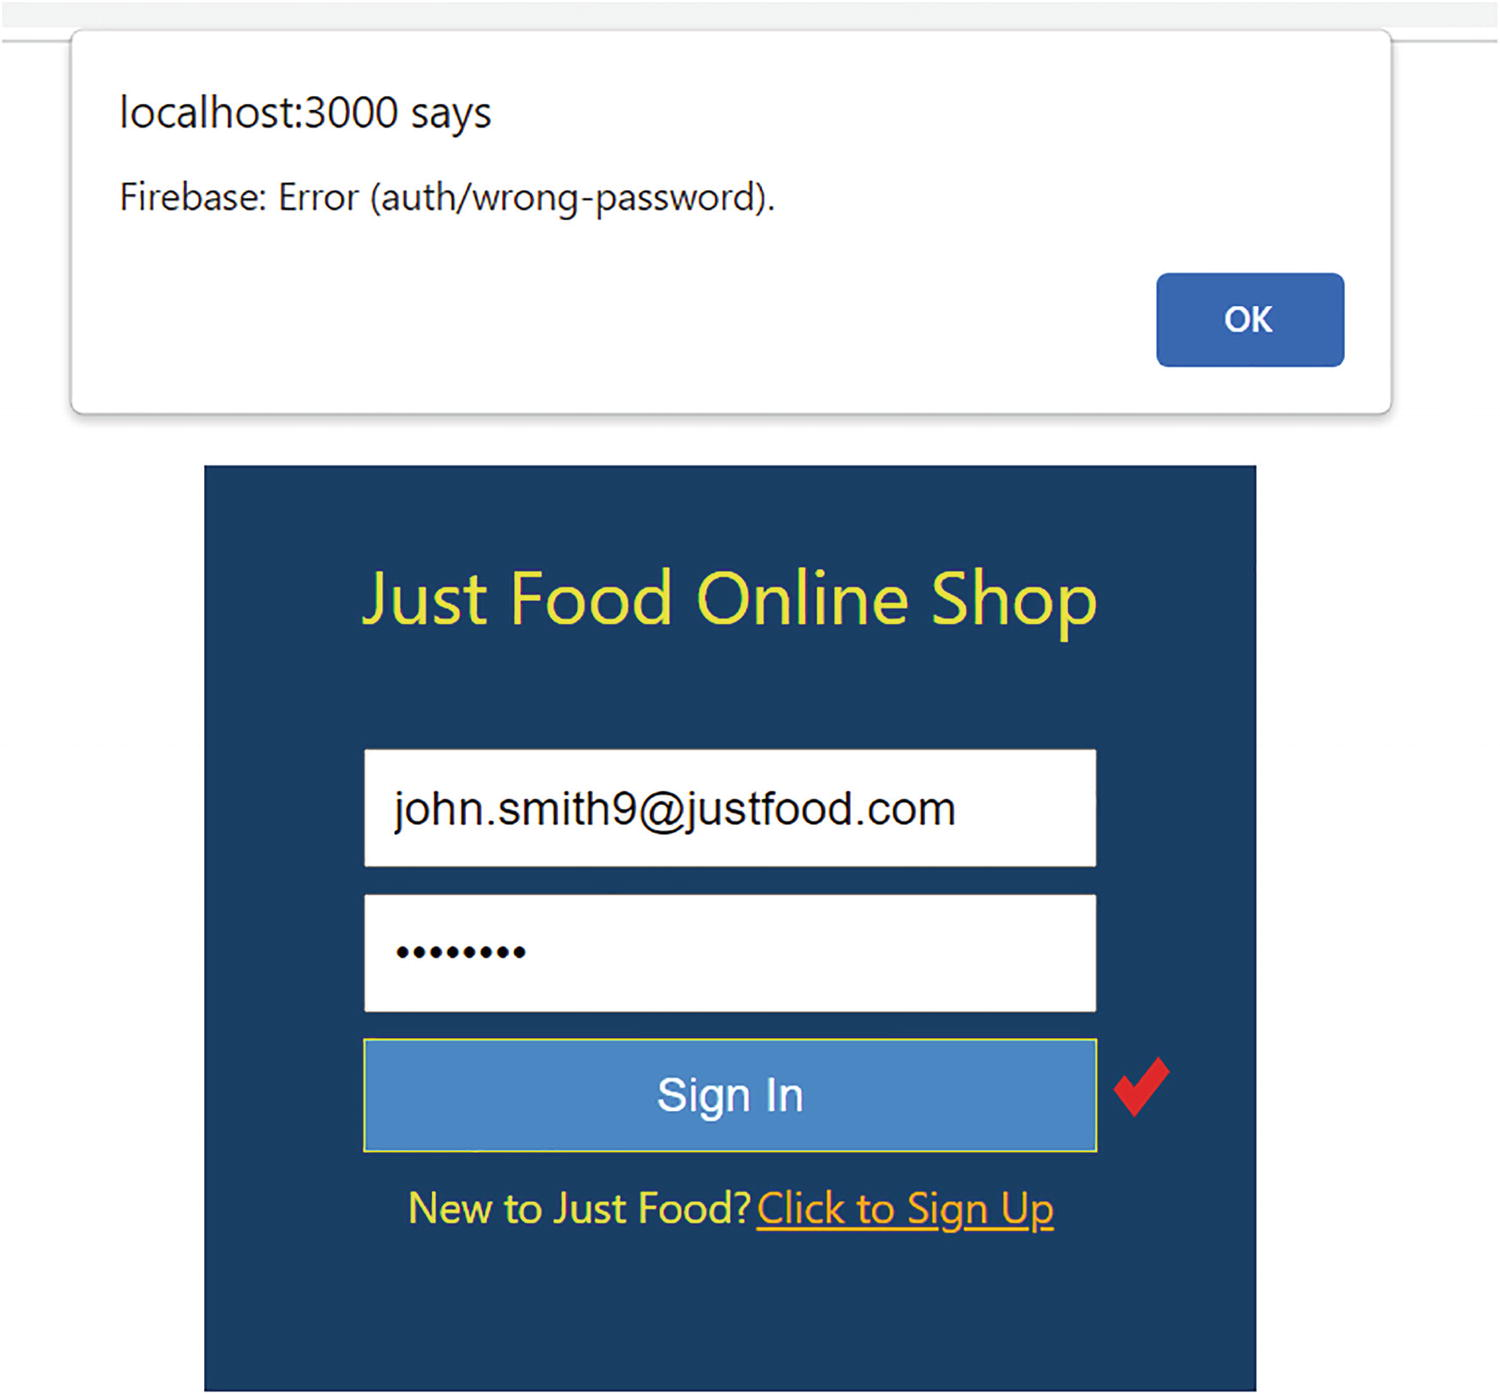 localhost:3000 says
Firebase: Error (auth/wrong-password).
OK
Just Food Online Shop
john.smith9@justfood.com
••••••••
Sign In
New to Just Food? Click to Sign Up